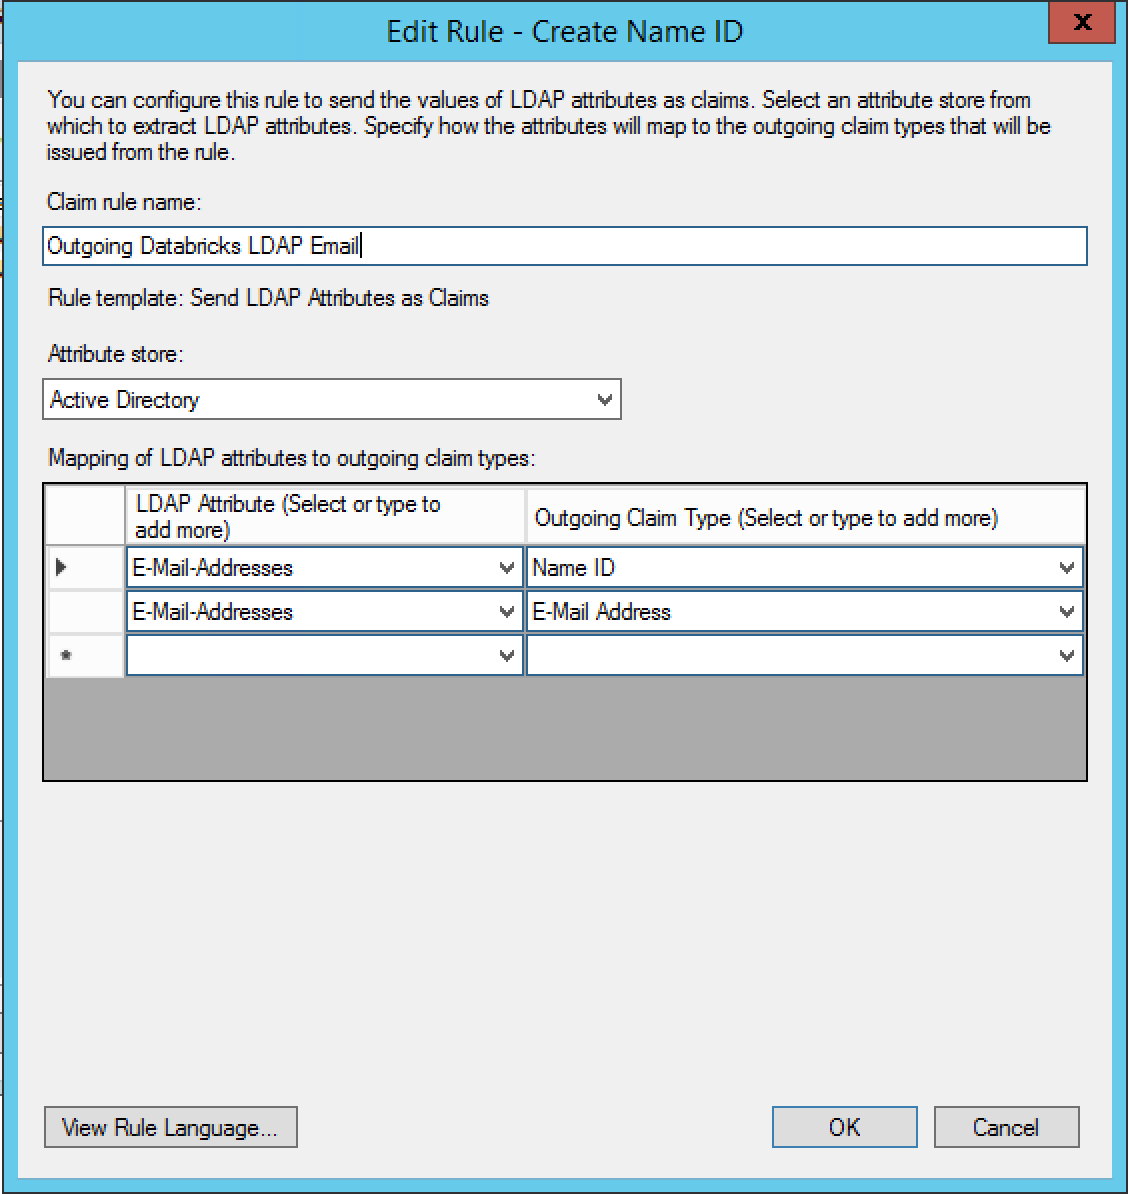 Edit Rule - Create Name ID
X
You can configure this rule to send the values of LDAP attributes as claims. Select an attribute store from
which to extract LDAP attributes. Specify how the attributes will map to the outgoing claim types that will be
issued from the rule.
Claim rule name:
Outgoing Databricks LDAP Email
Rule template: Send LDAP Attributes as Claims
Attribute store:
Active Directory
Mapping of LDAP attributes to outgoing claim types:
LDAP Attribute (Select or type to
add more)
Outgoing Claim Type (Select or type to add more)
E-Mail-Addresses
Name ID
E-Mail-Addresses
E-Mail Address
*
View Rule Language...
OK
Cancel